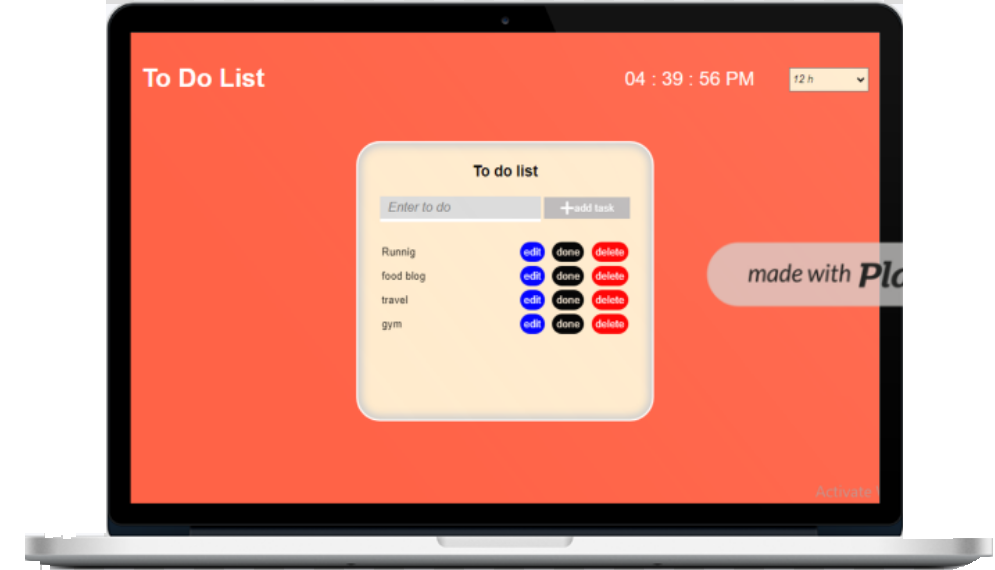 To Do List
04 : 39 : 56 PM
12 h
To do list
Enter to do
+add task
Runnig
edit done delete
food blog
edit done delete
travel
edit done delete
gym
edit done delete
made with Plc
Activate